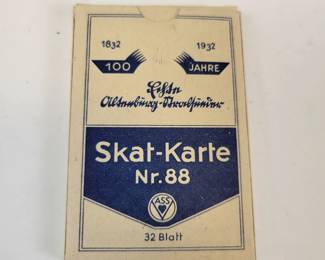 1832 1932
100 JAHRE
Echte
Altenburg-Stralsunder
Skat-Karte
Nr. 88
ASS
32 Blatt